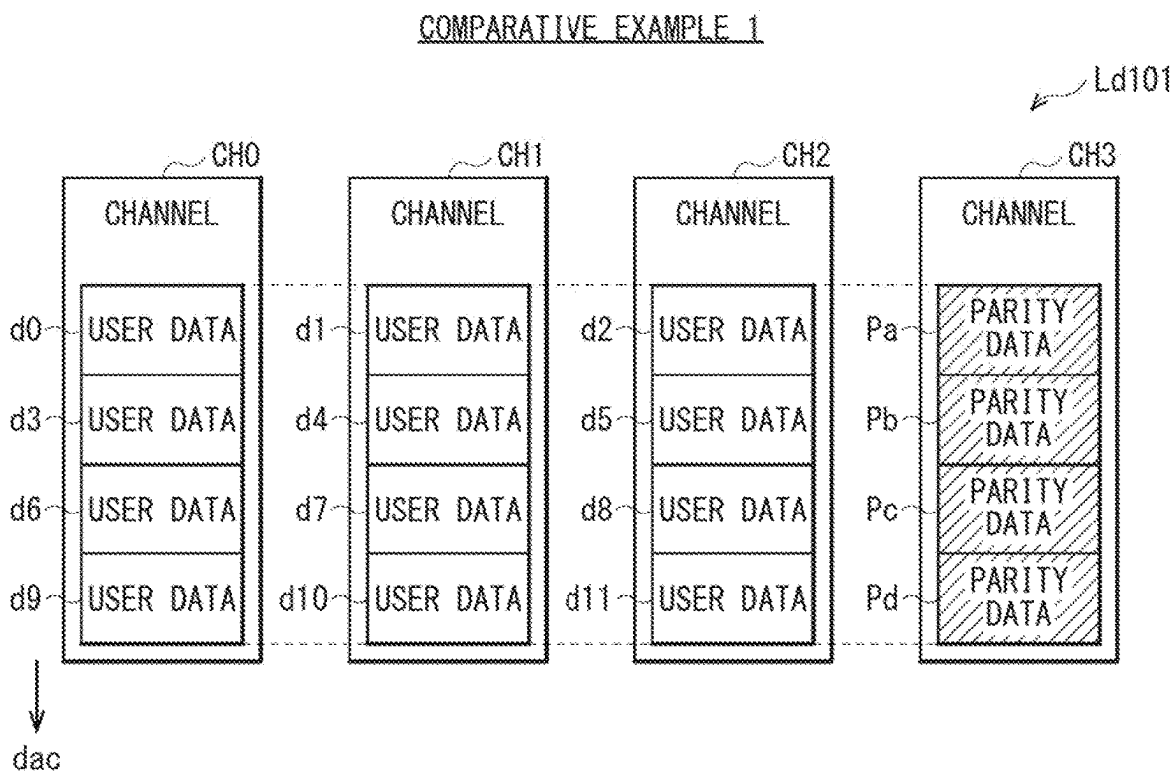 COMPARATIVE EXAMPLE 1
Ld101
CH0 CH1 CH2 CH3
CHANNEL CHANNEL CHANNEL CHANNEL
d0 USER DATA d1 USER DATA d2 USER DATA Pa PARITY DATA
d3 USER DATA d4 USER DATA d5 USER DATA Pb PARITY DATA
d6 USER DATA d7 USER DATA d8 USER DATA Pc PARITY DATA
d9 USER DATA d10 USER DATA d11 USER DATA Pd PARITY DATA
dac